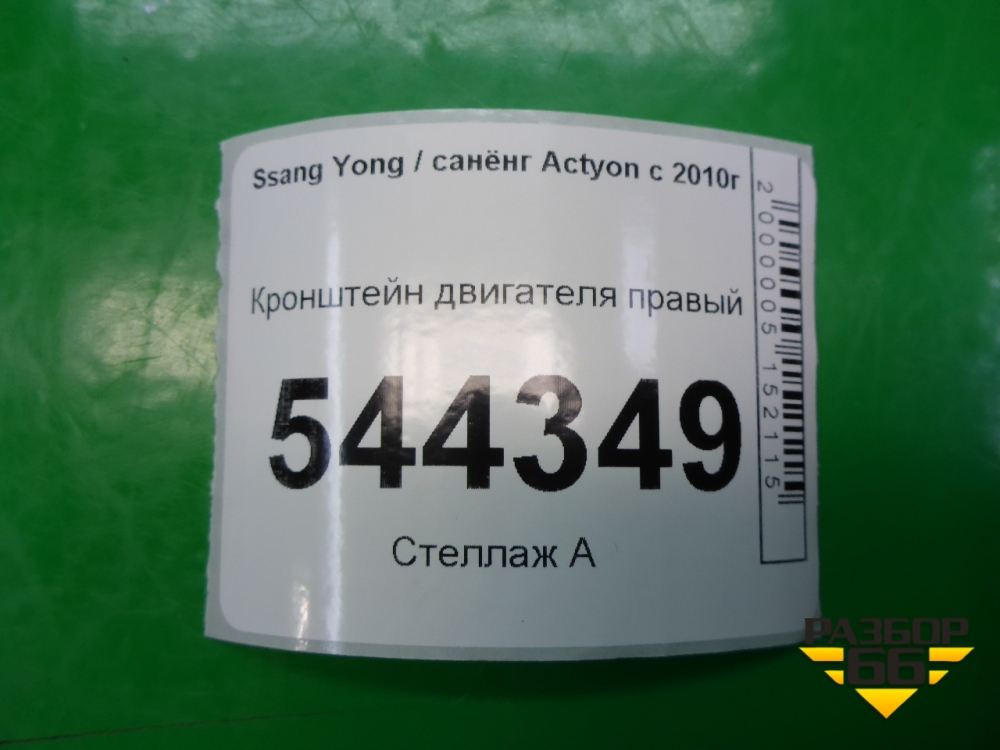 Ssang Yong / санёнг Actyon с 2010г
Кронштейн двигателя правый
544349
Стеллаж А
2000005152115
РАЗБОР
66